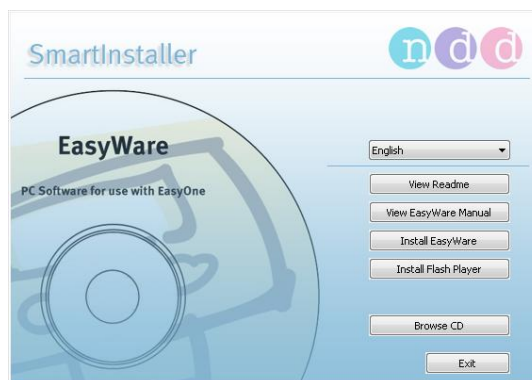 SmartInstaller
ndd
EasyWare
PC Software for use with EasyOne
English
View Readme
View EasyWare Manual
Install EasyWare
Install Flash Player
Browse CD
Exit